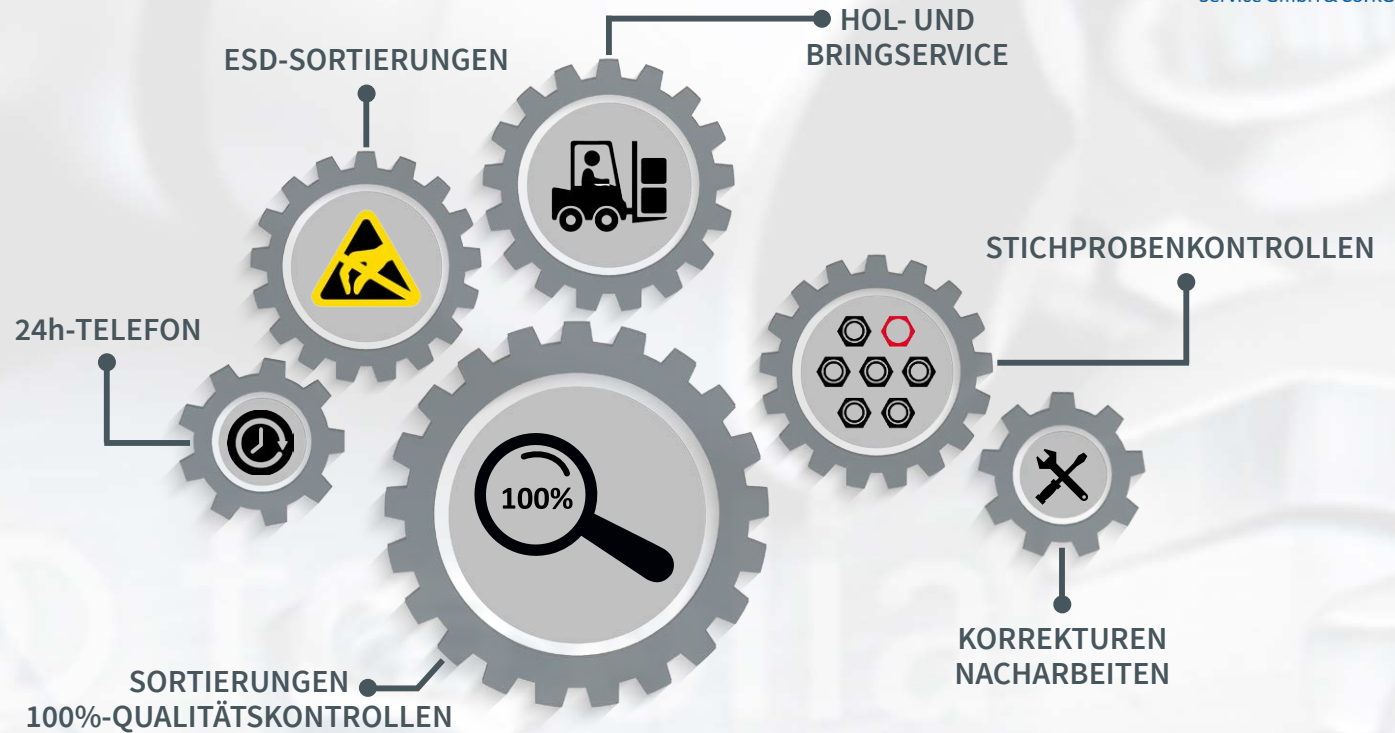 HOL- UND
BRINGSERVICE
ESD-SORTIERUNGEN
STICHPROBENKONTROLLEN
24h-TELEFON
100%
KORREKTUREN
NACHARBEITEN
SORTIERUNGEN
100%-QUALITÄTSKONTROLLEN